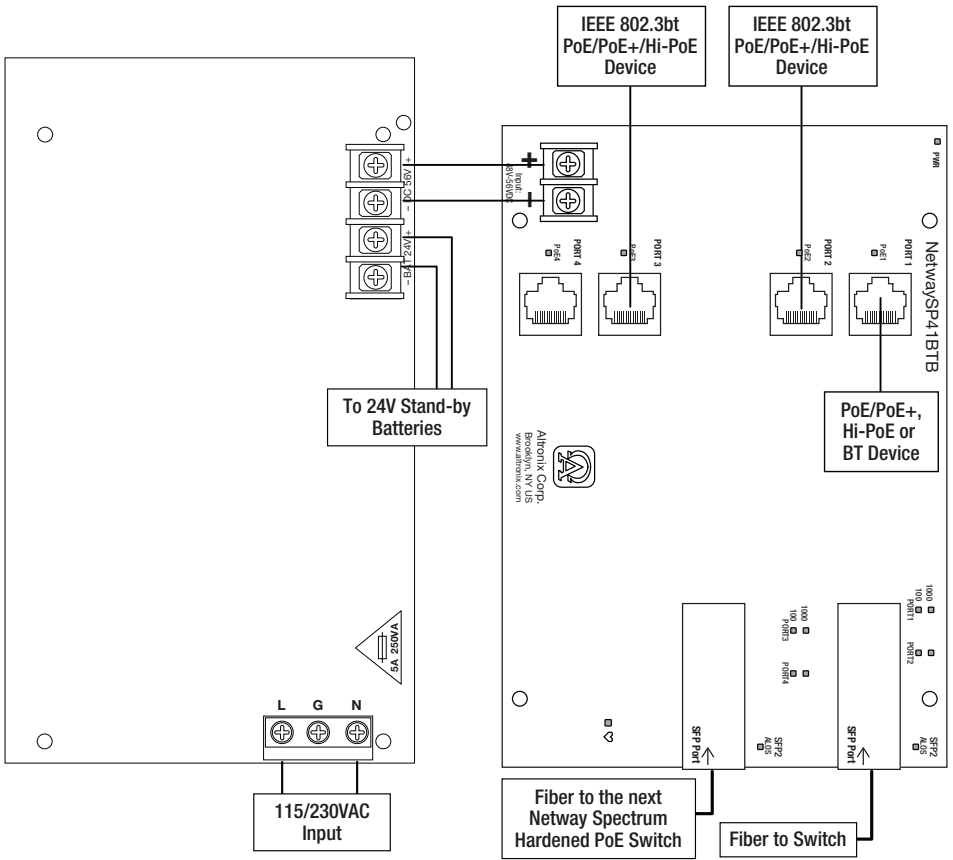 IEEE 802.3bt
PoE/PoE+/Hi-PoE
Device
IEEE 802.3bt
PoE/PoE+/Hi-PoE
Device
– DC 56V +
– BAT 24V +
+
–
Input:
48V-56VDC
PWR
PORT 4
PoE4
PORT 3
PoE3
PORT 2
PoE2
PORT 1
PoE1
NetwaySP41BTB
To 24V Stand-by
Batteries
PoE/PoE+,
Hi-PoE or
BT Device
Altronix Corp.
Brooklyn, NY US
www.altronix.com
5A 250VA
L G N
115/230VAC
Input
1000
100
PORT3
PORT4
1000
100
PORT1
PORT2
SFP Port
SFP2
ALOS
SFP Port
SFP2
ALOS
Fiber to the next
Netway Spectrum
Hardened PoE Switch
Fiber to Switch